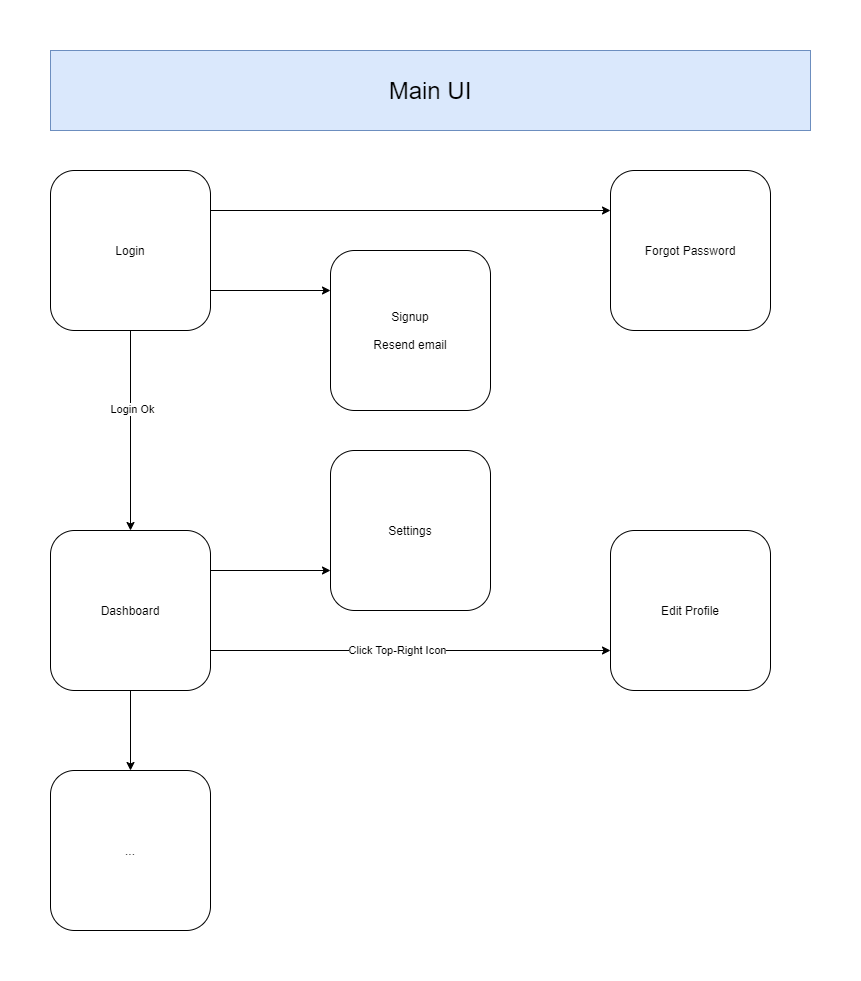 Main UI
Login
Forgot Password
Signup
Resend email
Login Ok
Settings
Dashboard
Edit Profile
Click Top-Right Icon
...